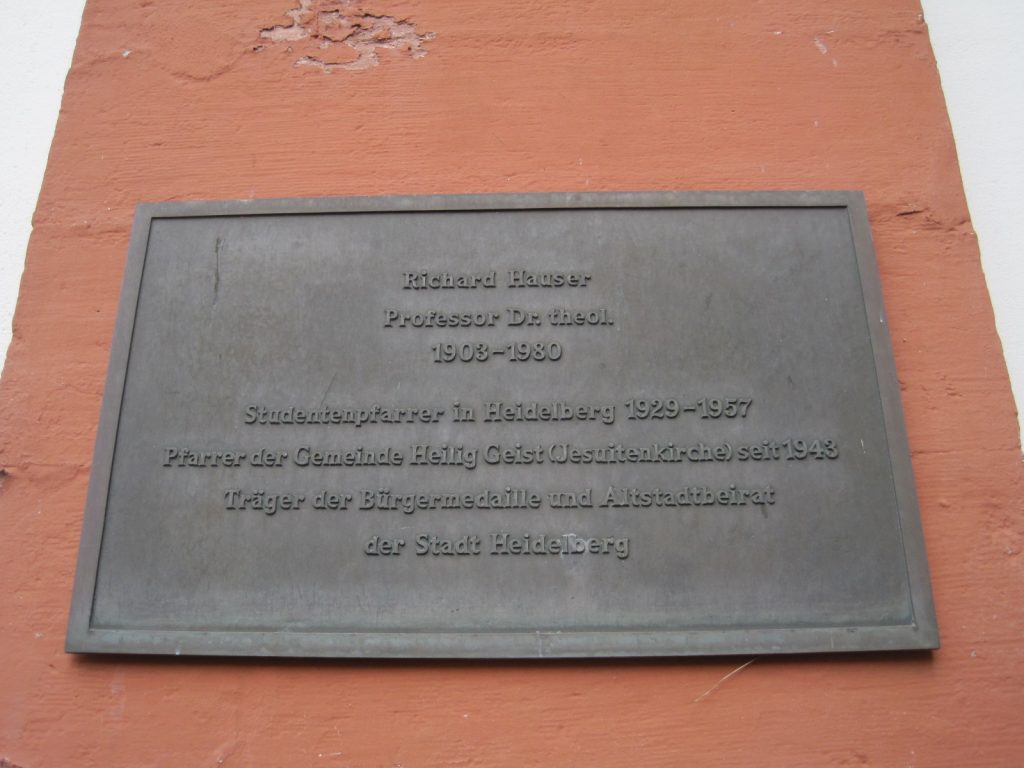 Richard Hauser
Professor Dr. theol.
1903-1980
Studentenpfarrer in Heidelberg 1929-1957
Pfarrer der Gemeinde Heilig Geist (Jesuitenkirche) seit 1943
Träger der Bürgermedaille und Altstadtbeirat
der Stadt Heidelberg